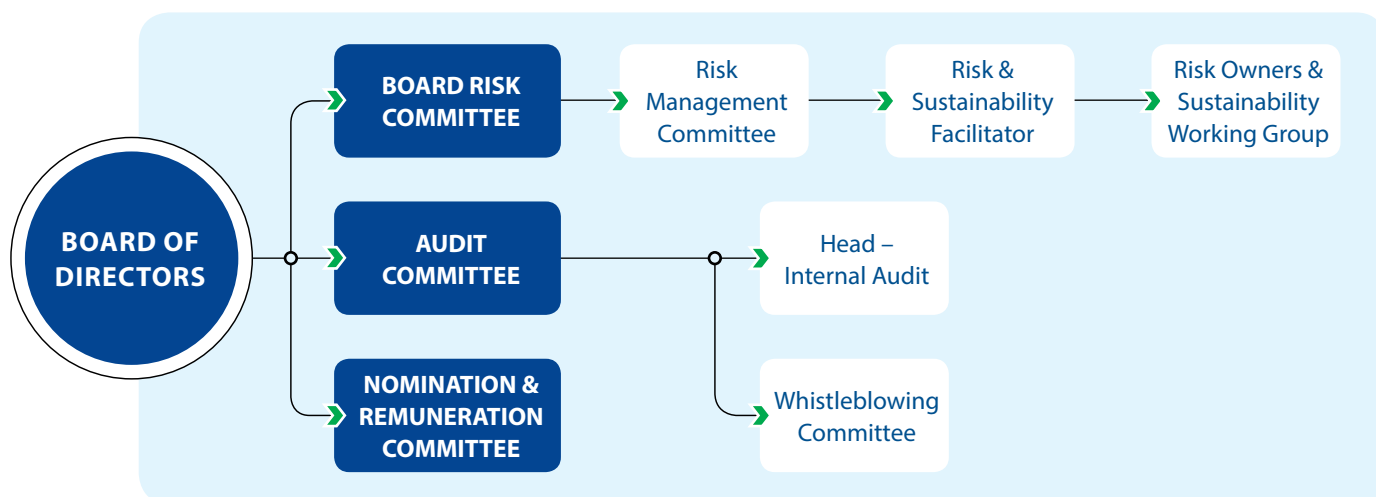 BOARD OF
DIRECTORS
BOARD RISK
COMMITTEE
Risk
Management
Committee
Risk &
Sustainability
Facilitator
Risk Owners &
Sustainability
Working Group
AUDIT
COMMITTEE
Head –
Internal Audit
NOMINATION &
REMUNERATION
COMMITTEE
Whistleblowing
Committee